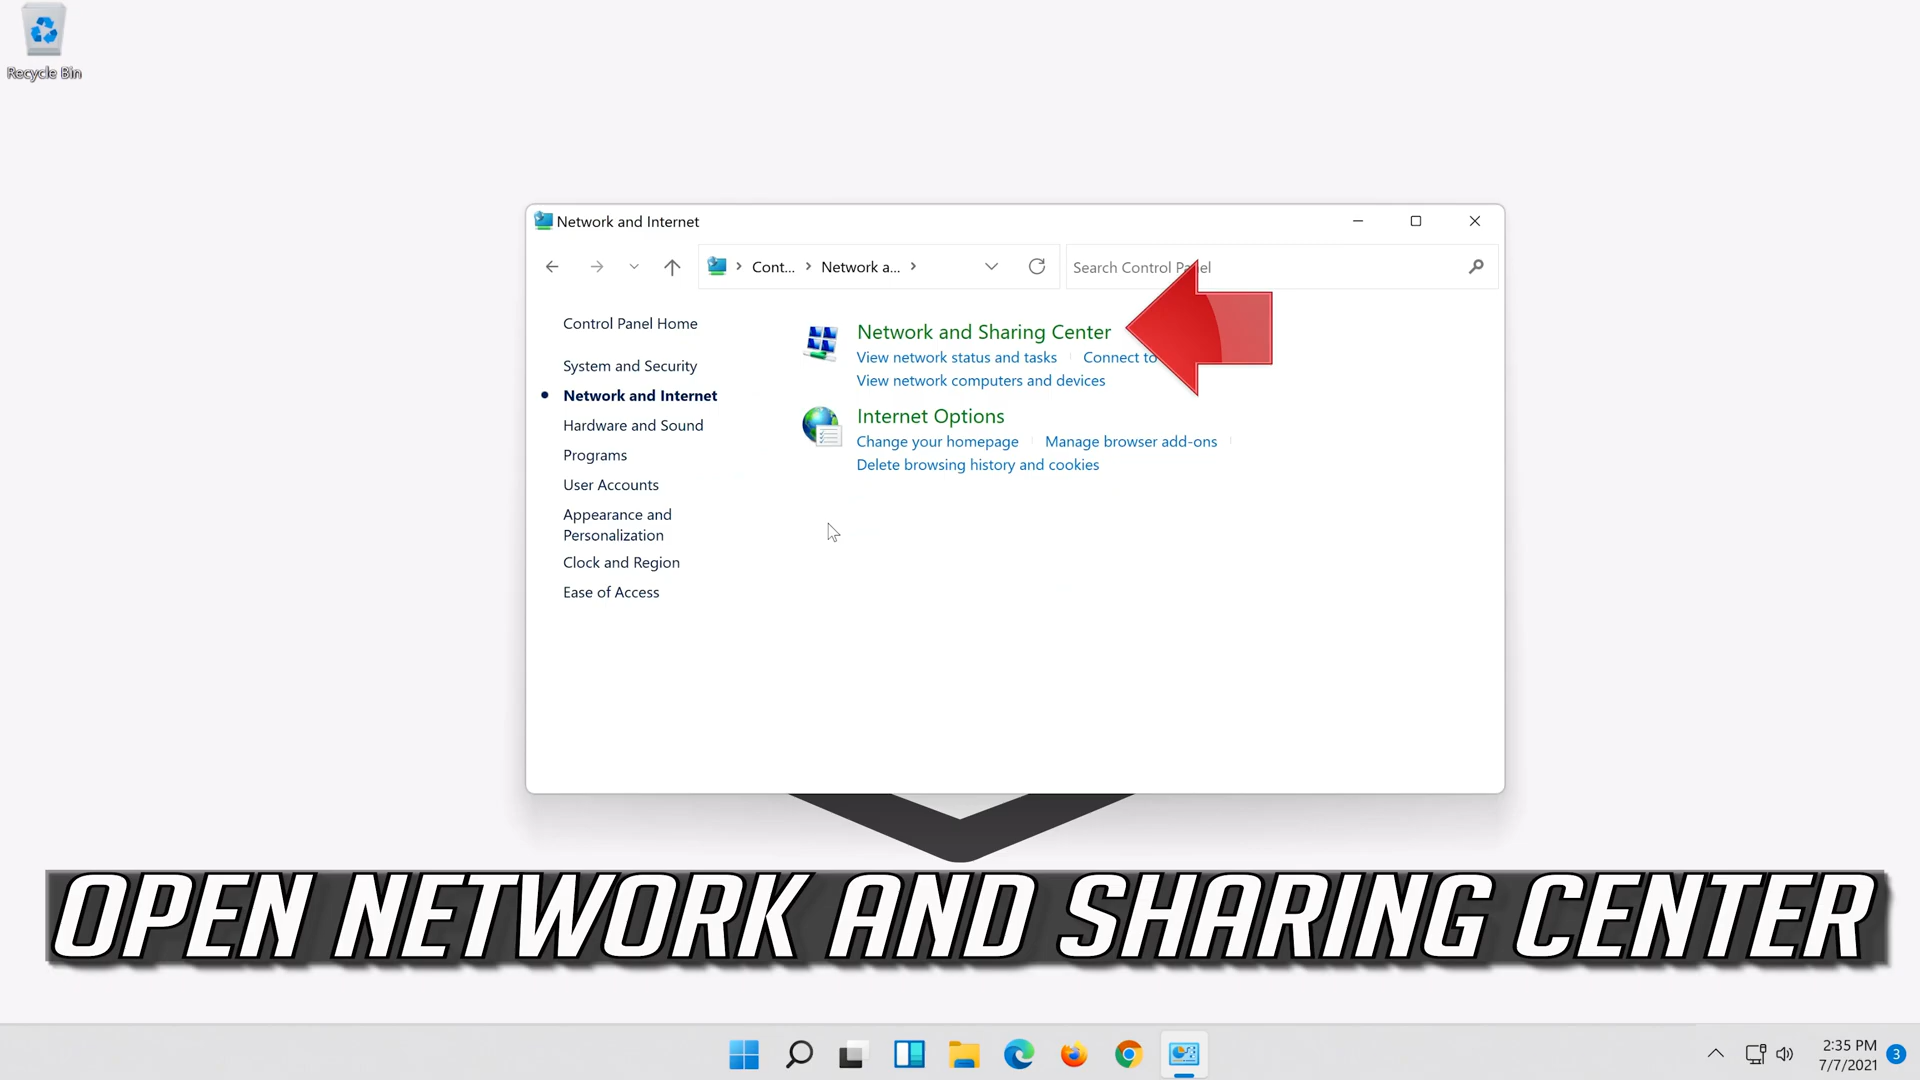 Recycle Bin
Network and Internet
Cont...
Network a...
Search Control Panel
Control Panel Home
System and Security
Network and Internet
Hardware and Sound
Programs
User Accounts
Appearance and
Personalization
Clock and Region
Ease of Access
Network and Sharing Center
View network status and tasks
Connect to
View network computers and devices
Internet Options
Change your homepage
Manage browser add-ons
Delete browsing history and cookies
OPEN NETWORK AND SHARING CENTER
2:35 PM
7/7/2021
3